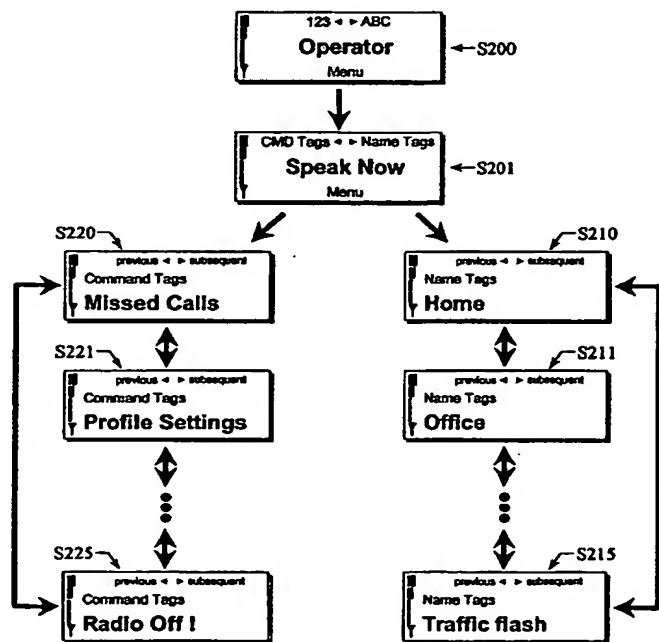 123 ◄ ► ABC
Operator
Menu
S200
CMD Tags ◄ ► Name Tags
Speak Now
Menu
S201
S220
previous ◄ ► subsequent
Command Tags
Missed Calls
S210
previous ◄ ► subsequent
Name Tags
Home
S221
previous ◄ ► subsequent
Command Tags
Profile Settings
S211
previous ◄ ► subsequent
Name Tags
Office
S225
previous ◄ ► subsequent
Command Tags
Radio Off !
S215
previous ◄ ► subsequent
Name Tags
Traffic flash